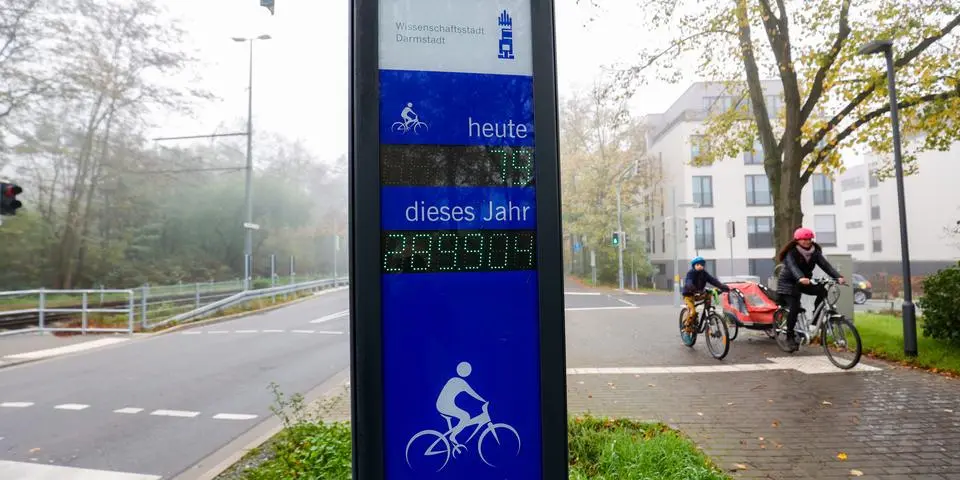 Wissenschaftsstadt
Darmstadt
heute
79
dieses Jahr
289904